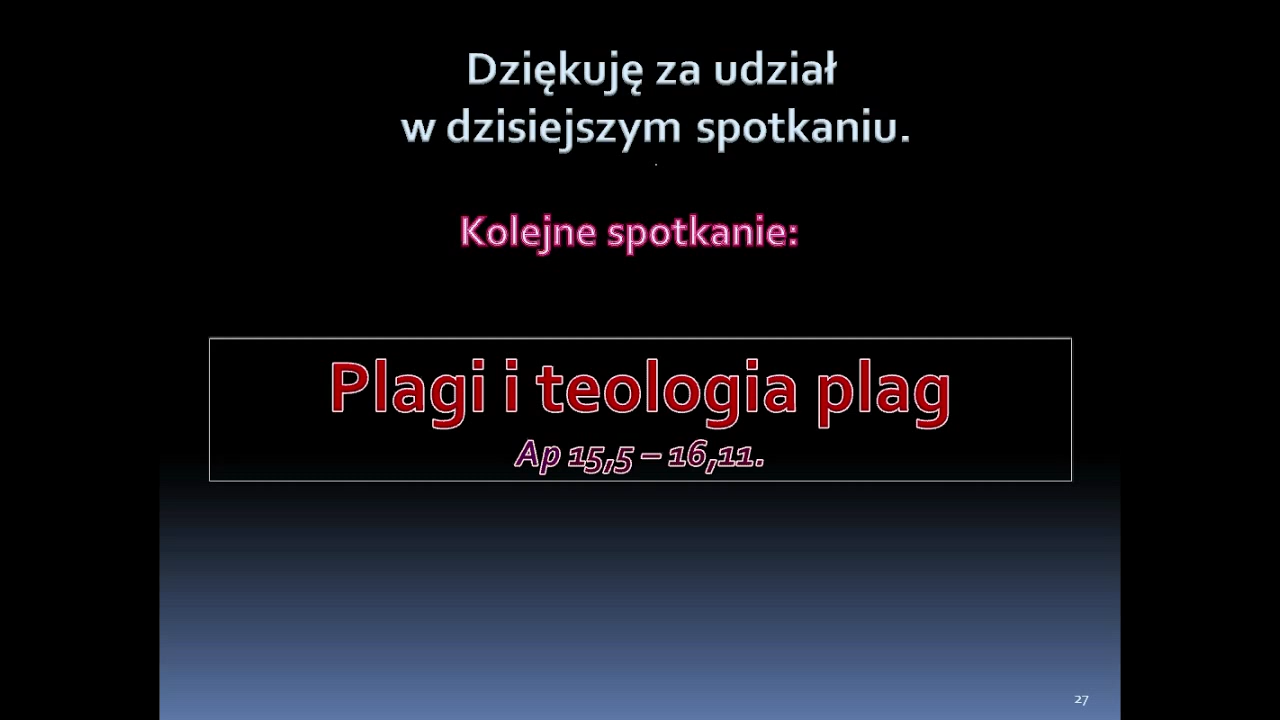 Dziękuję za udział
w dzisiejszym spotkaniu.
.
Kolejne spotkanie:
Plagi i teologia plag
Ap 15,5 – 16,11.
27